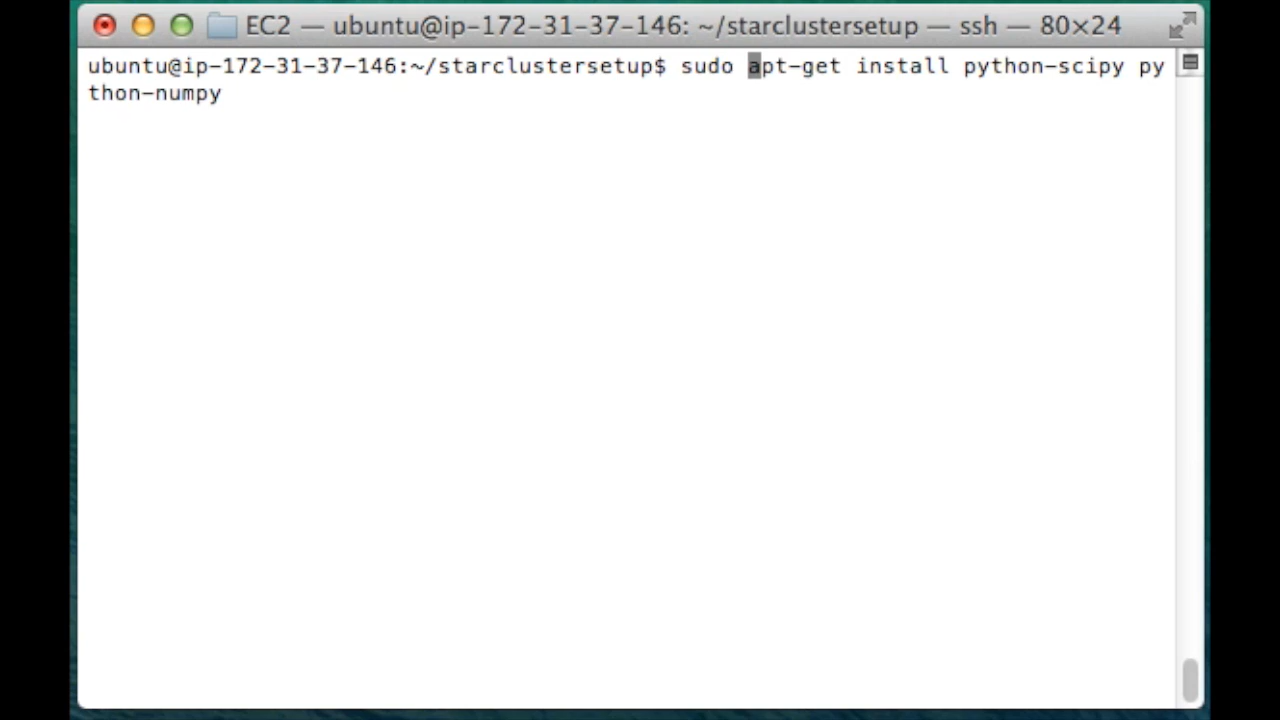 EC2 — ubuntu@ip-172-31-37-146: ~/starclustersetup — ssh — 80×24
ubuntu@ip-172-31-37-146:~/starclustersetup$ sudo apt-get install python-scipy py
thon-numpy